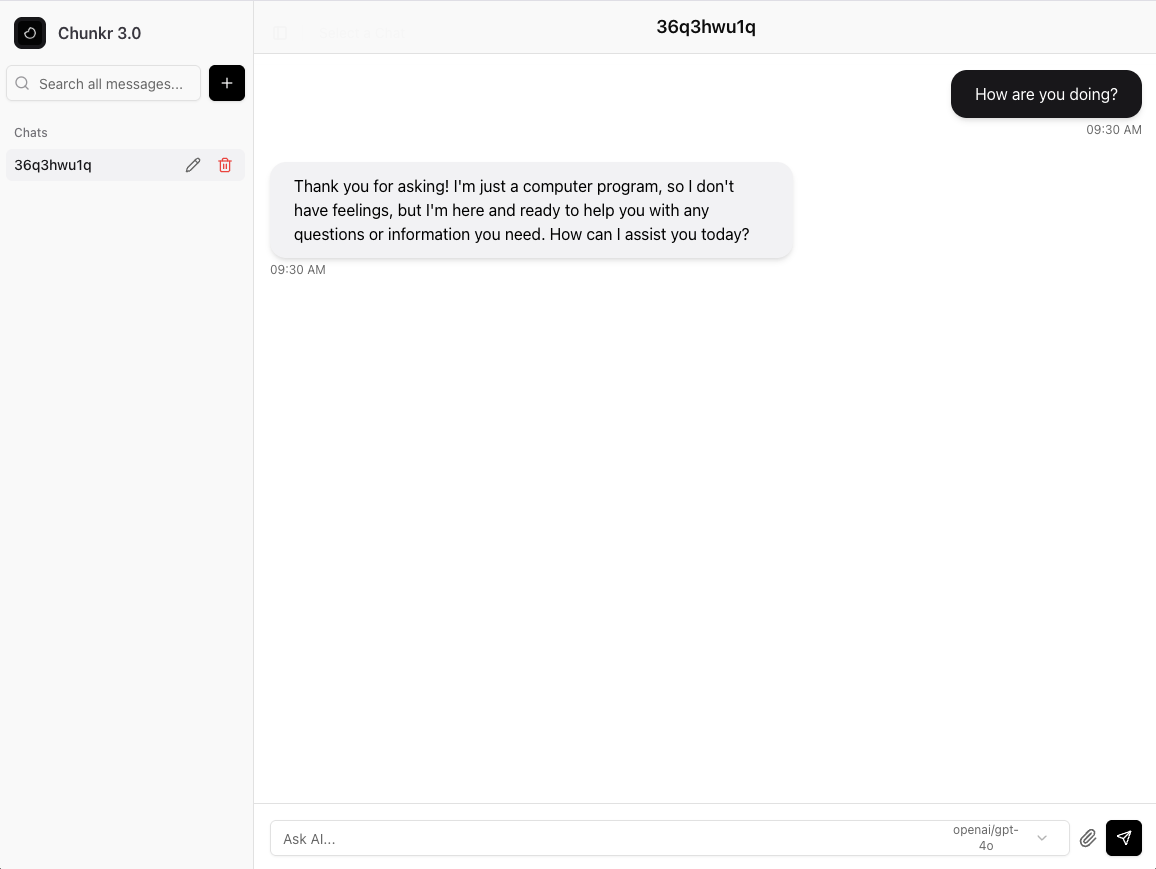 Chunkr 3.0
Search all messages...
Chats
36q3hwu1q
36q3hwu1q
How are you doing?
09:30 AM
Thank you for asking! I'm just a computer program, so I don't
have feelings, but I'm here and ready to help you with any
questions or information you need. How can I assist you today?
09:30 AM
Ask AI...
openai/gpt-
4o